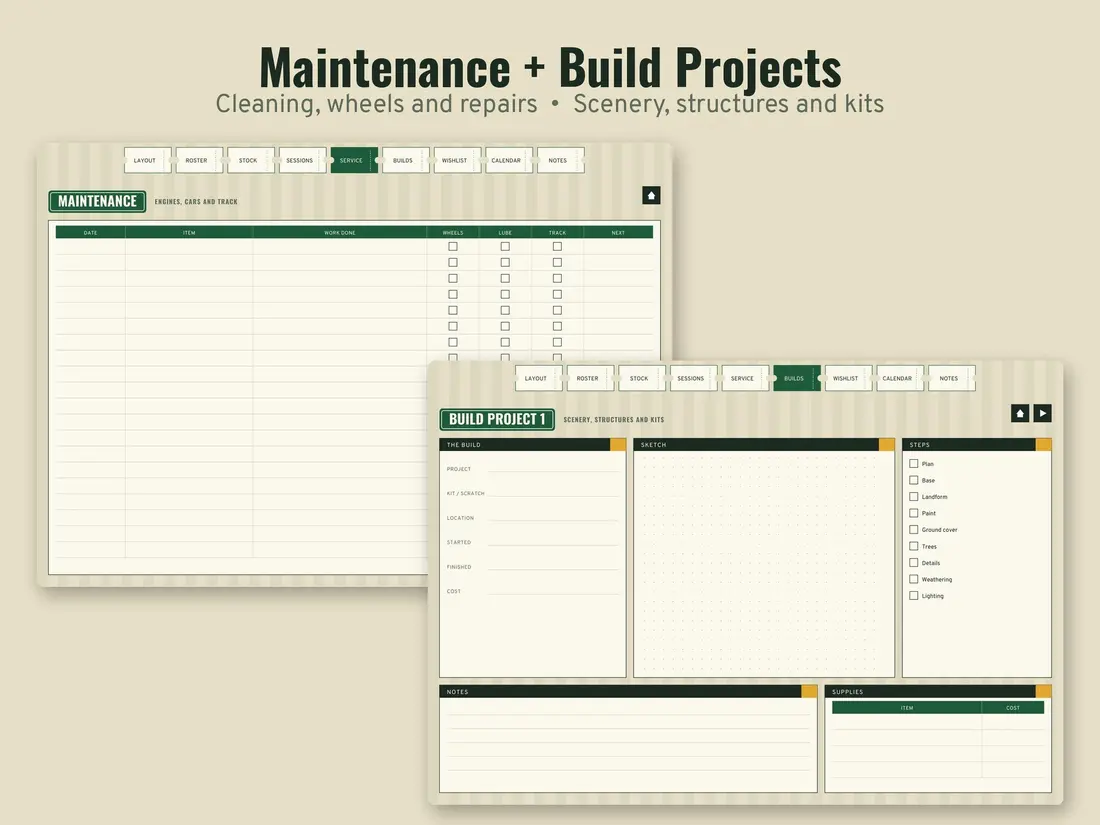 Maintenance + Build Projects
Cleaning, wheels and repairs • Scenery, structures and kits
LAYOUT ROSTER STOCK SESSIONS SERVICE BUILDS WISHLIST CALENDAR NOTES
MAINTENANCE ENGINES, CARS AND TRACK
DATE ITEM WORK DONE WHEELS LUBE TRACK NEXT
LAYOUT ROSTER STOCK SESSIONS SERVICE BUILDS WISHLIST CALENDAR NOTES
BUILD PROJECT 1 SCENERY, STRUCTURES AND KITS
THE BUILD
PROJECT
KIT / SCRATCH
LOCATION
STARTED
FINISHED
COST
SKETCH
STEPS
Plan
Base
Landform
Paint
Ground cover
Trees
Details
Weathering
Lighting
NOTES
SUPPLIES
ITEM COST